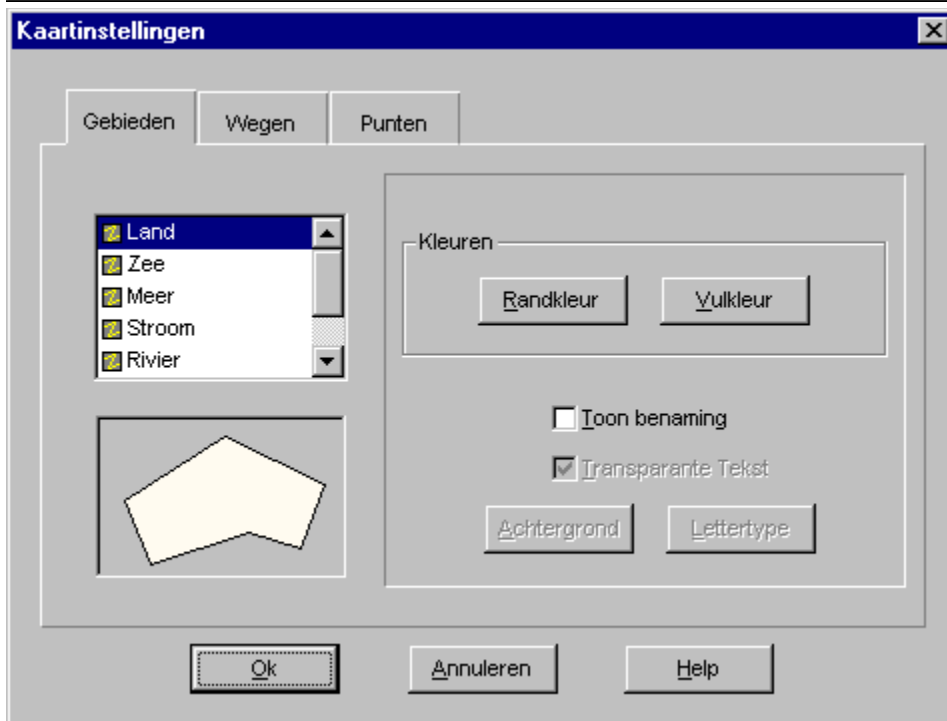 Kaartinstellingen
Gebieden Wegen Punten
Land
Zee
Meer
Stroom
Rivier
Kleuren
Randkleur Vulkleur
Toon benaming
Transparante Tekst
Achtergrond Lettertype
Ok Annuleren Help